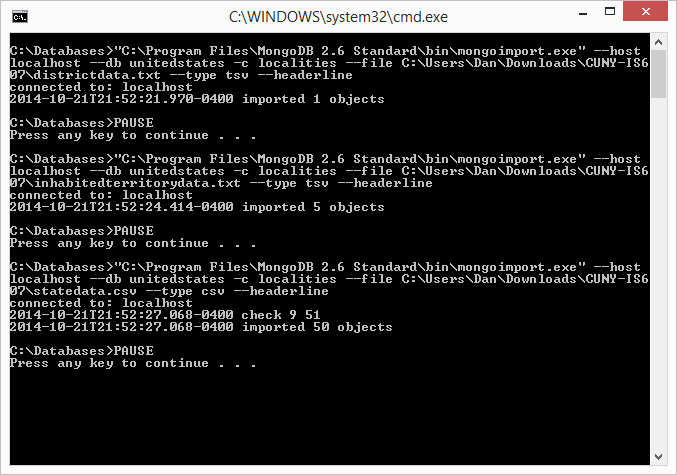 C:\WINDOWS\system32\cmd.exe
C:\Databases>"C:\Program Files\MongoDB 2.6 Standard\bin\mongoimport.exe" --host
localhost --db unitedstates -c localities --file C:\Users\Dan\Downloads\CUNY-IS6
07\districtdata.txt --type tsv --headerline
connected to: localhost
2014-10-21T21:52:21.970-0400 imported 1 objects
C:\Databases>PAUSE
Press any key to continue . . .
C:\Databases>"C:\Program Files\MongoDB 2.6 Standard\bin\mongoimport.exe" --host
localhost --db unitedstates -c localities --file C:\Users\Dan\Downloads\CUNY-IS6
07\inhabitedterritorydata.txt --type tsv --headerline
connected to: localhost
2014-10-21T21:52:24.414-0400 imported 5 objects
C:\Databases>PAUSE
Press any key to continue . . .
C:\Databases>"C:\Program Files\MongoDB 2.6 Standard\bin\mongoimport.exe" --host
localhost --db unitedstates -c localities --file C:\Users\Dan\Downloads\CUNY-IS6
07\statedata.csv --type csv --headerline
connected to: localhost
2014-10-21T21:52:27.068-0400 check 9 51
2014-10-21T21:52:27.068-0400 imported 50 objects
C:\Databases>PAUSE
Press any key to continue . . .